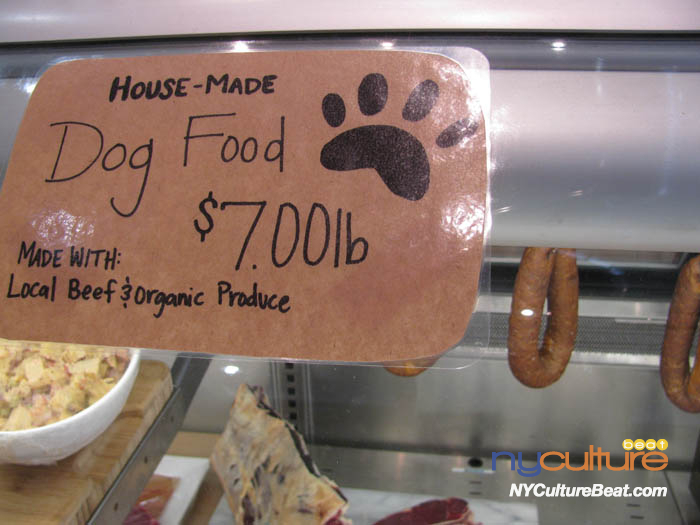 HOUSE-MADE
Dog Food
$7.00lb
MADE WITH:
Local Beef & Organic Produce
beat
nyculture
NYCultureBeat.com